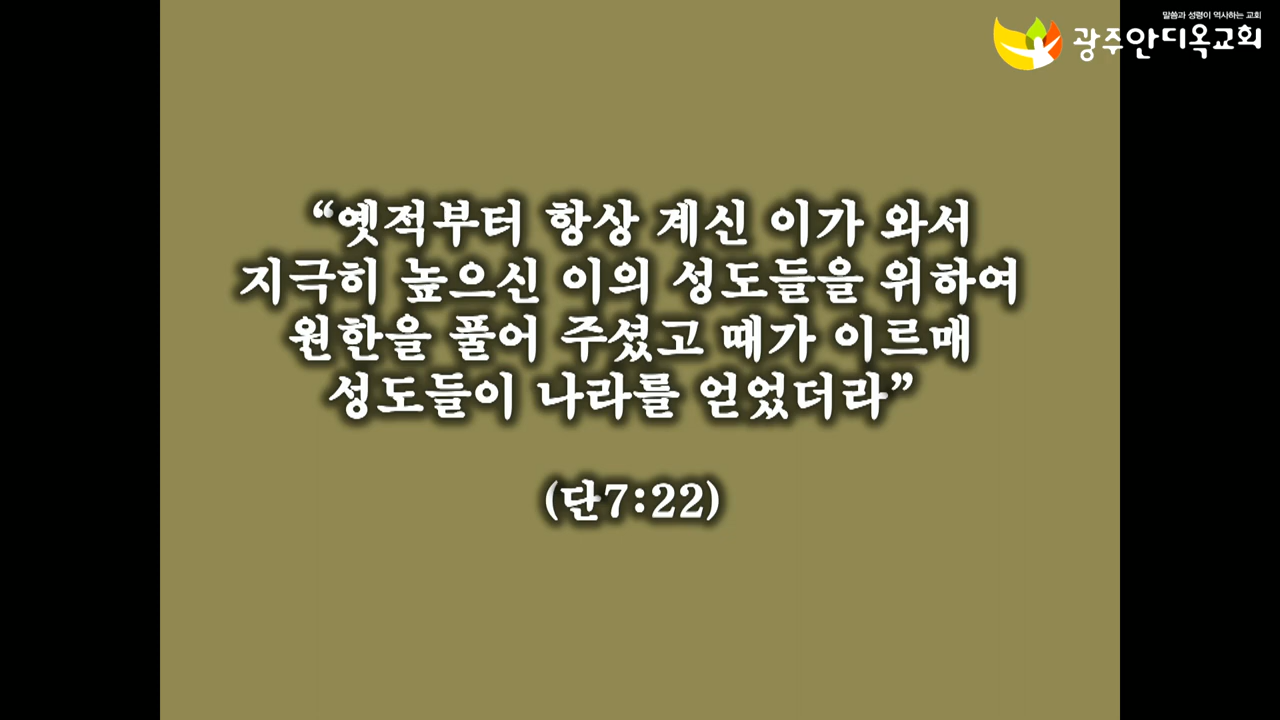 말씀과 성령이 역사하는 교회
광주안디옥교회
“옛적부터 항상 계신 이가 와서
지극히 높으신 이의 성도들을 위하여
원한을 풀어 주셨고 때가 이르매
성도들이 나라를 얻었더라”
(단7:22)